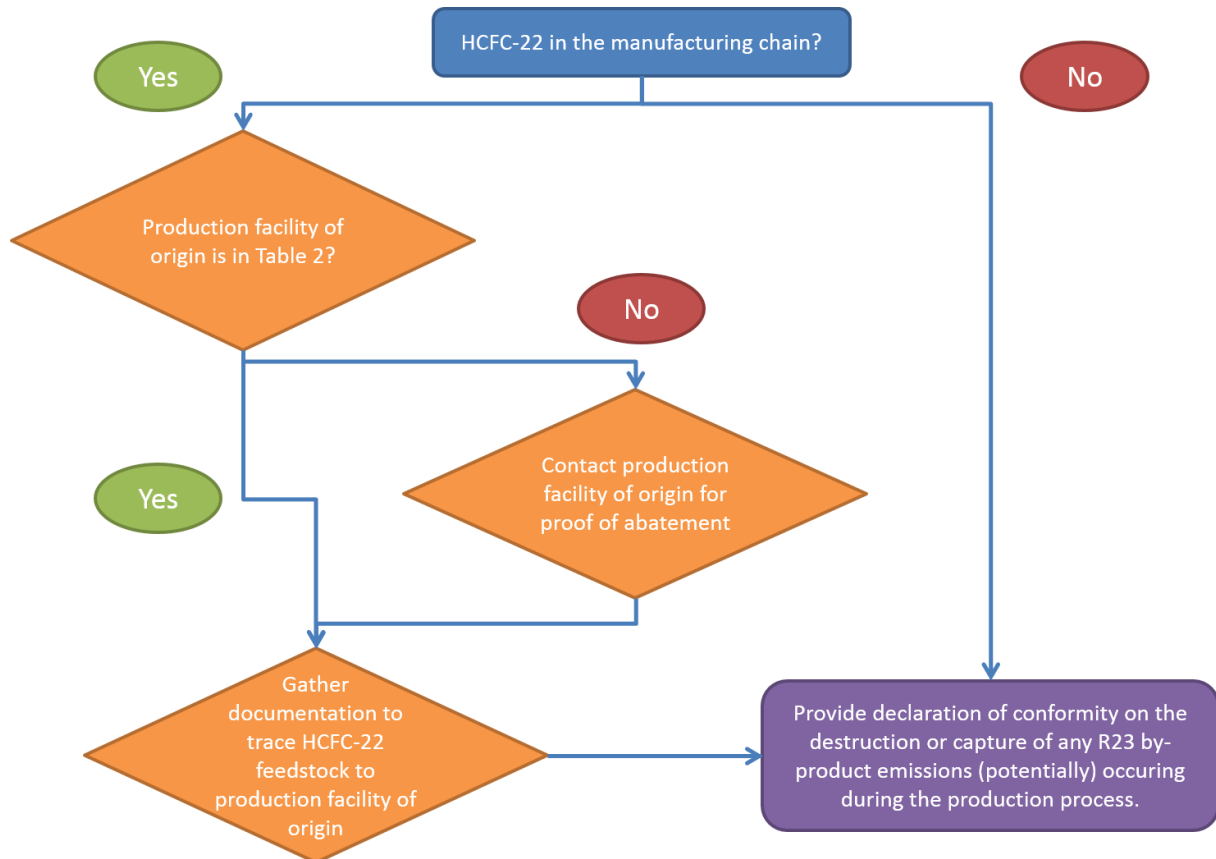 HCFC-22 in the manufacturing chain?
Yes
No
Production facility of
origin is in Table 2?
No
Contact production
facility of origin for
proof of abatement
Yes
Gather
documentation to
trace HCFC-22
feedstock to
production facility of
origin
Provide declaration of conformity on the
destruction or capture of any R23 by-
product emissions (potentially) occuring
during the production process.